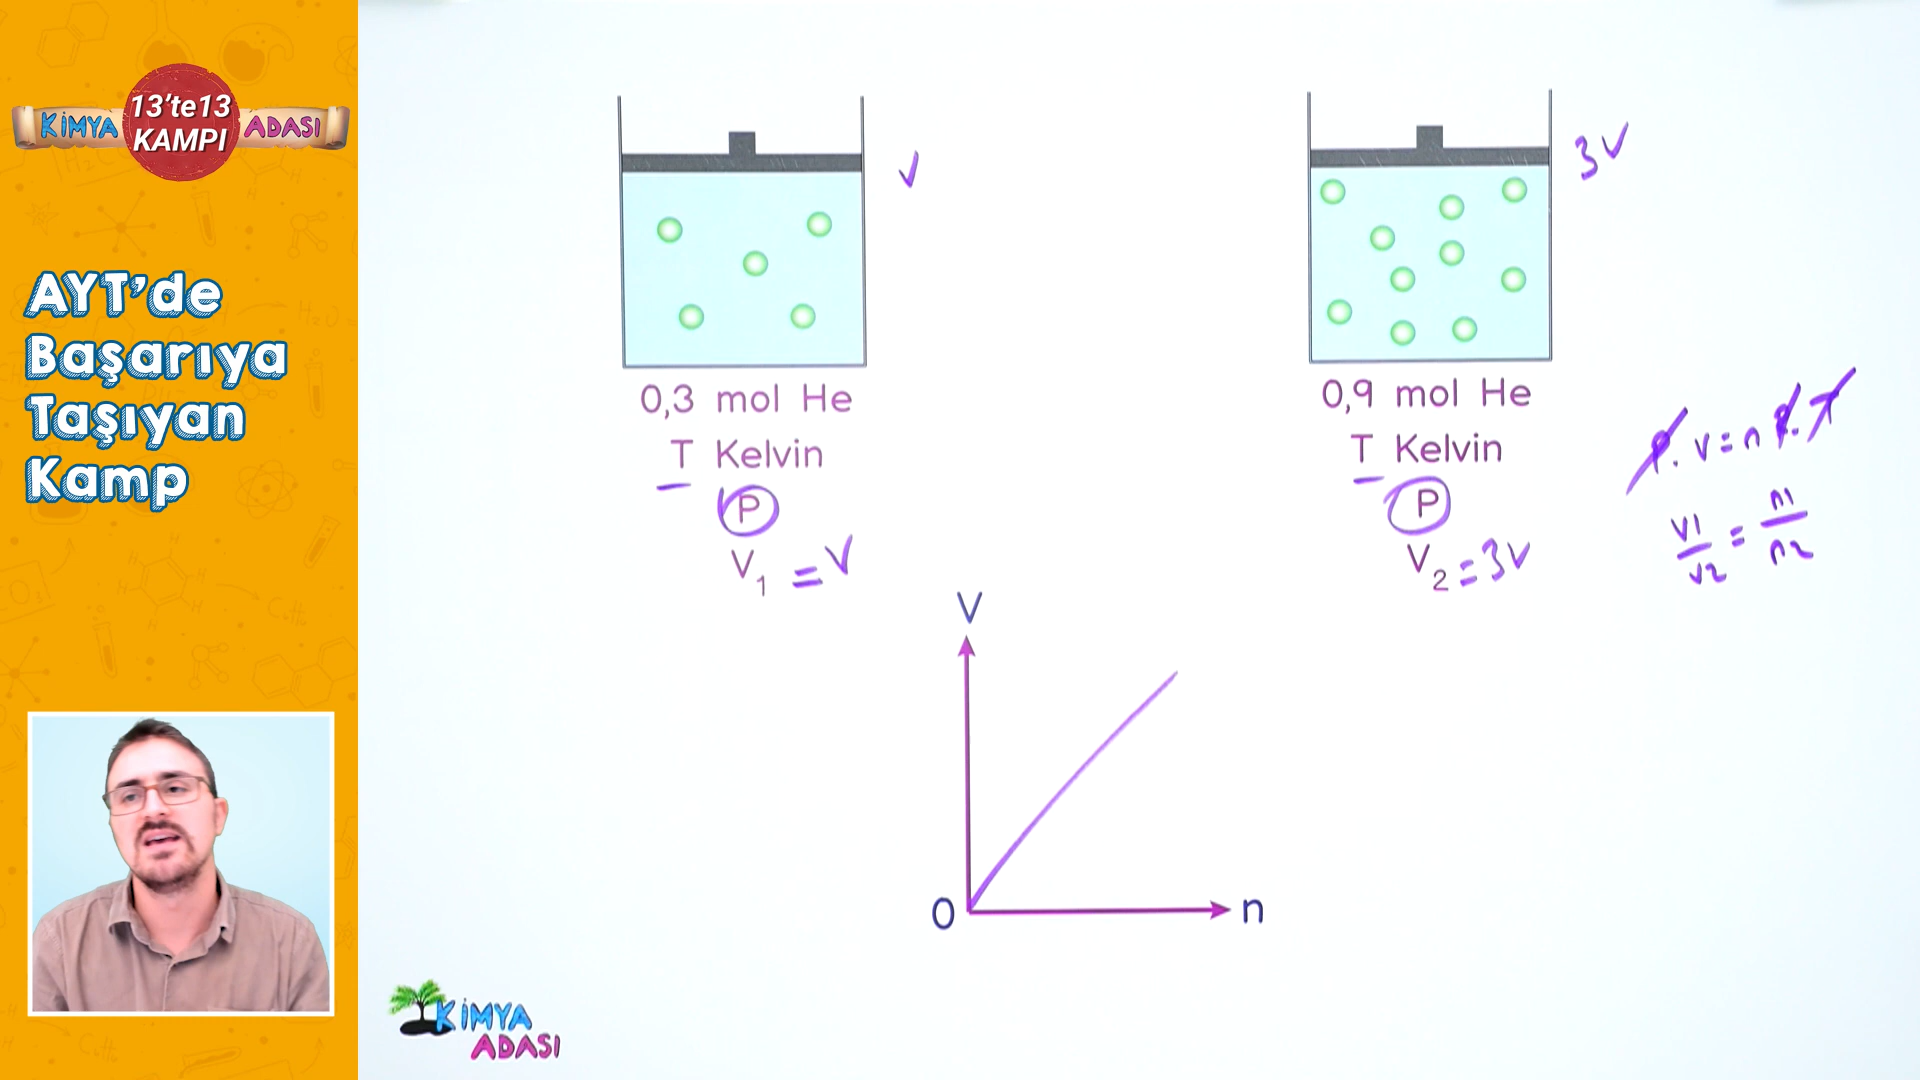 13'te13
KİMYA KAMPI ADASI
AYT'de
Başarıya
Taşıyan
Kamp
V
0,3 mol He
T Kelvin
P
V1 = V
3V
0,9 mol He
T Kelvin
P
V2 = 3V
P. V = n R. T
V1/V2 = n1/n2
V
0
n
KİMYA
ADASI